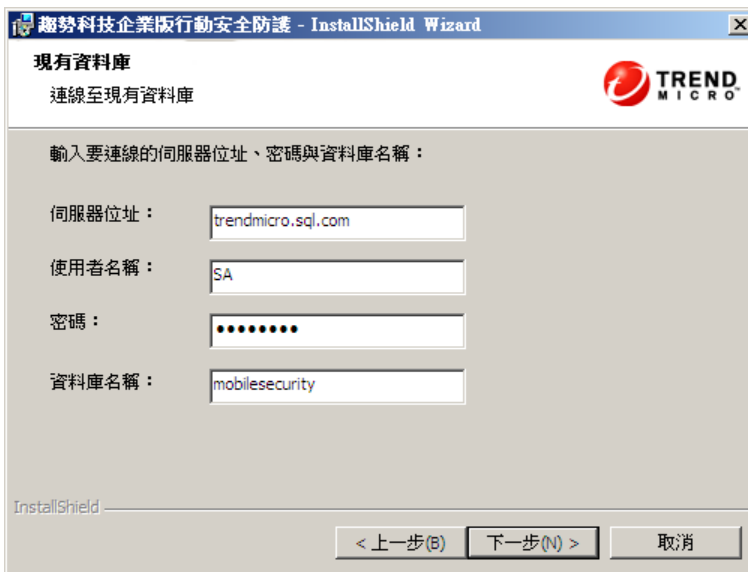 趨勢科技企業版行動安全防護 - InstallShield Wizard
現有資料庫
連線至現有資料庫
TREND
MICRO
輸入要連線的伺服器位址、密碼與資料庫名稱：
伺服器位址：
trendmicro.sql.com
使用者名稱：
SA
密碼：
••••••••
資料庫名稱：
mobilesecurity
InstallShield
< 上一步(B)
下一步(N) >
取消